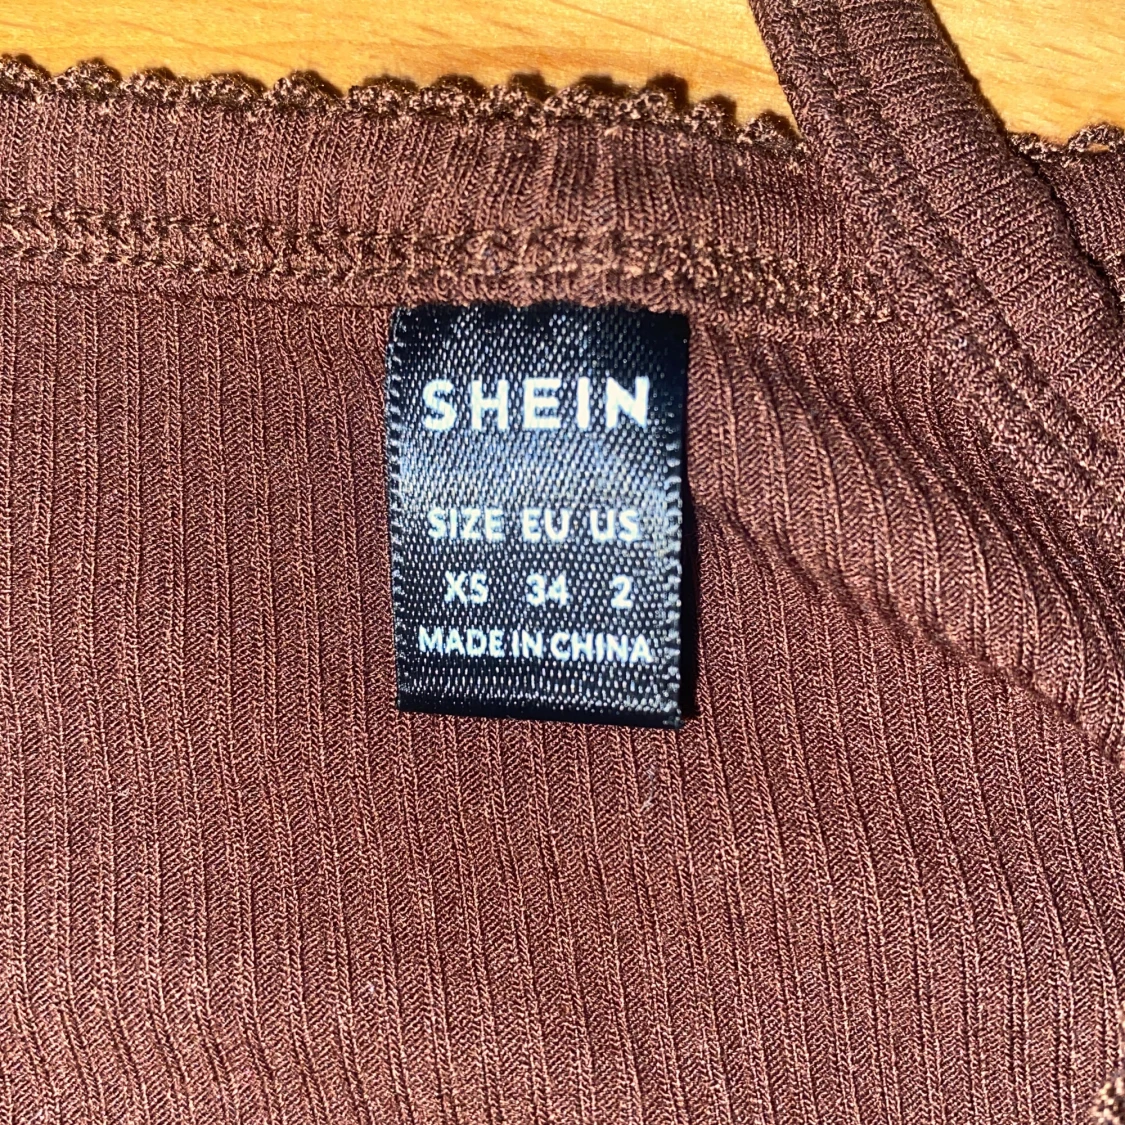 SHEIN
SIZE EU US
XS 34 2
MADE IN CHINA